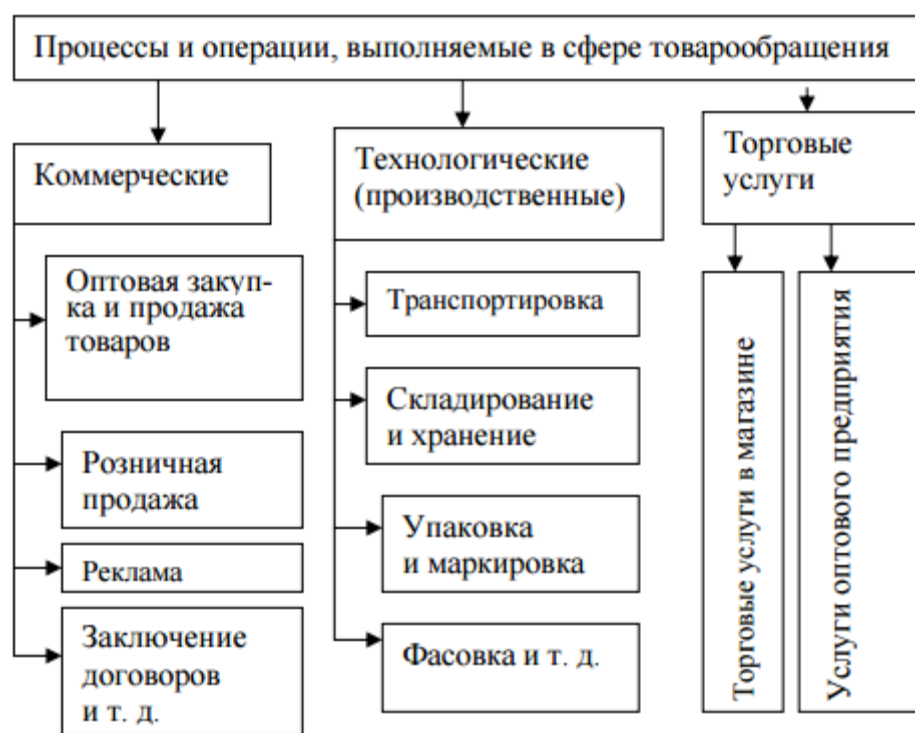 Процессы и операции, выполняемые в сфере товарообращения
Коммерческие
Оптовая закуп-
ка и продажа
товаров
Розничная
продажа
Реклама
Заключение
договоров
и т. д.
Технологические
(производственные)
Транспортировка
Складирование
и хранение
Упаковка
и маркировка
Фасовка и т. д.
Торговые
услуги
Торговые услуги в магазине
Услуги оптового предприятия